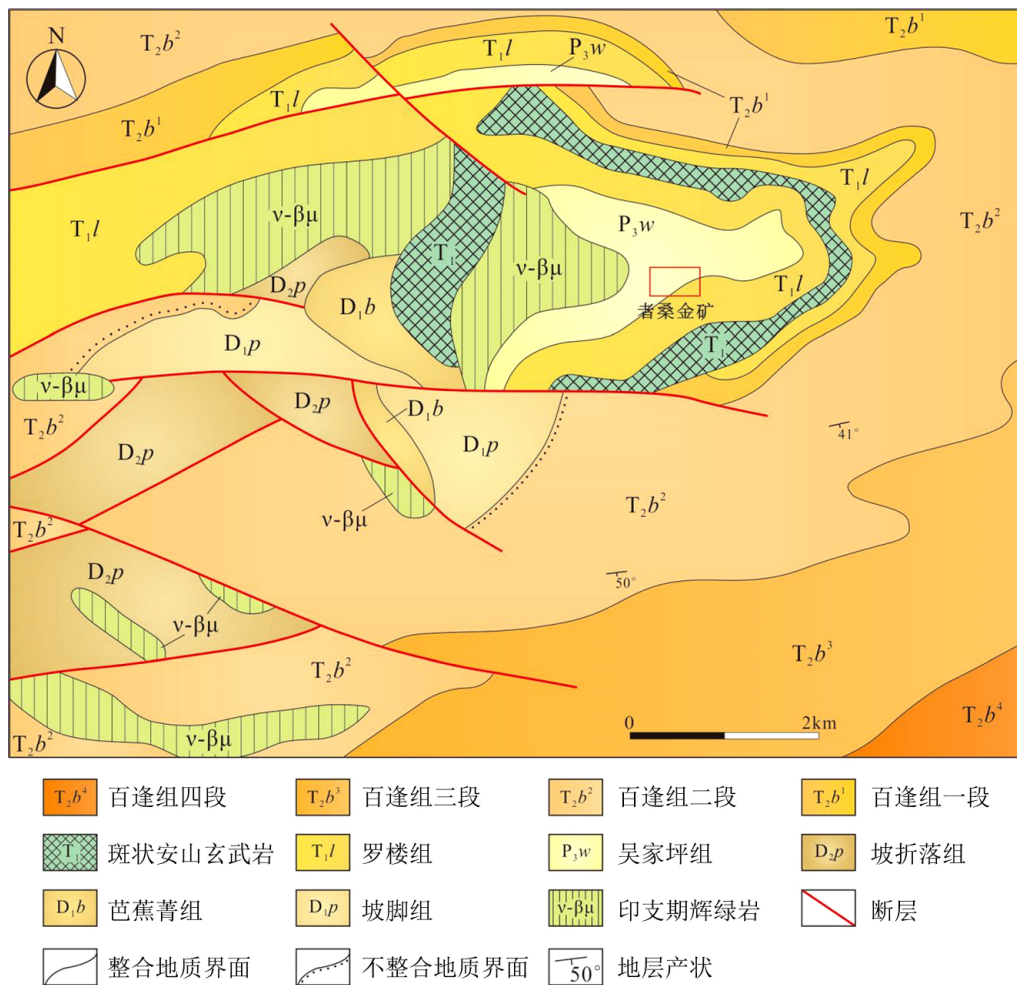 T₂b²
T₂b¹
N
T₁l
P₃w
T₁l
T₂b¹
T₂b¹
T₁l
T₂b²
P₃w
ν-βμ
T₁l
T₁
ν-βμ
D₂p
T₁l
D₁b
者桑金矿
D₁p
T₁
ν-βμ
D₂p
D₁b
T₂b²
41°
D₁p
D₂p
T₂b²
ν-βμ
T₂b²
D₂p
50°
ν-βμ
T₂b³
T₂b²
0 2km
T₂b⁴
T₂b²
ν-βμ
T₂b⁴ 百逢组四段 T₂b³ 百逢组三段 T₂b² 百逢组二段 T₂b¹ 百逢组一段
T₁ 斑状安山玄武岩 T₁l 罗楼组 P₃w 吴家坪组 D₂p 坡折落组
D₁b 芭蕉菁组 D₁p 坡脚组 ν-βμ 印支期辉绿岩 断层
整合地质界面 不整合地质界面 50° 地层产状